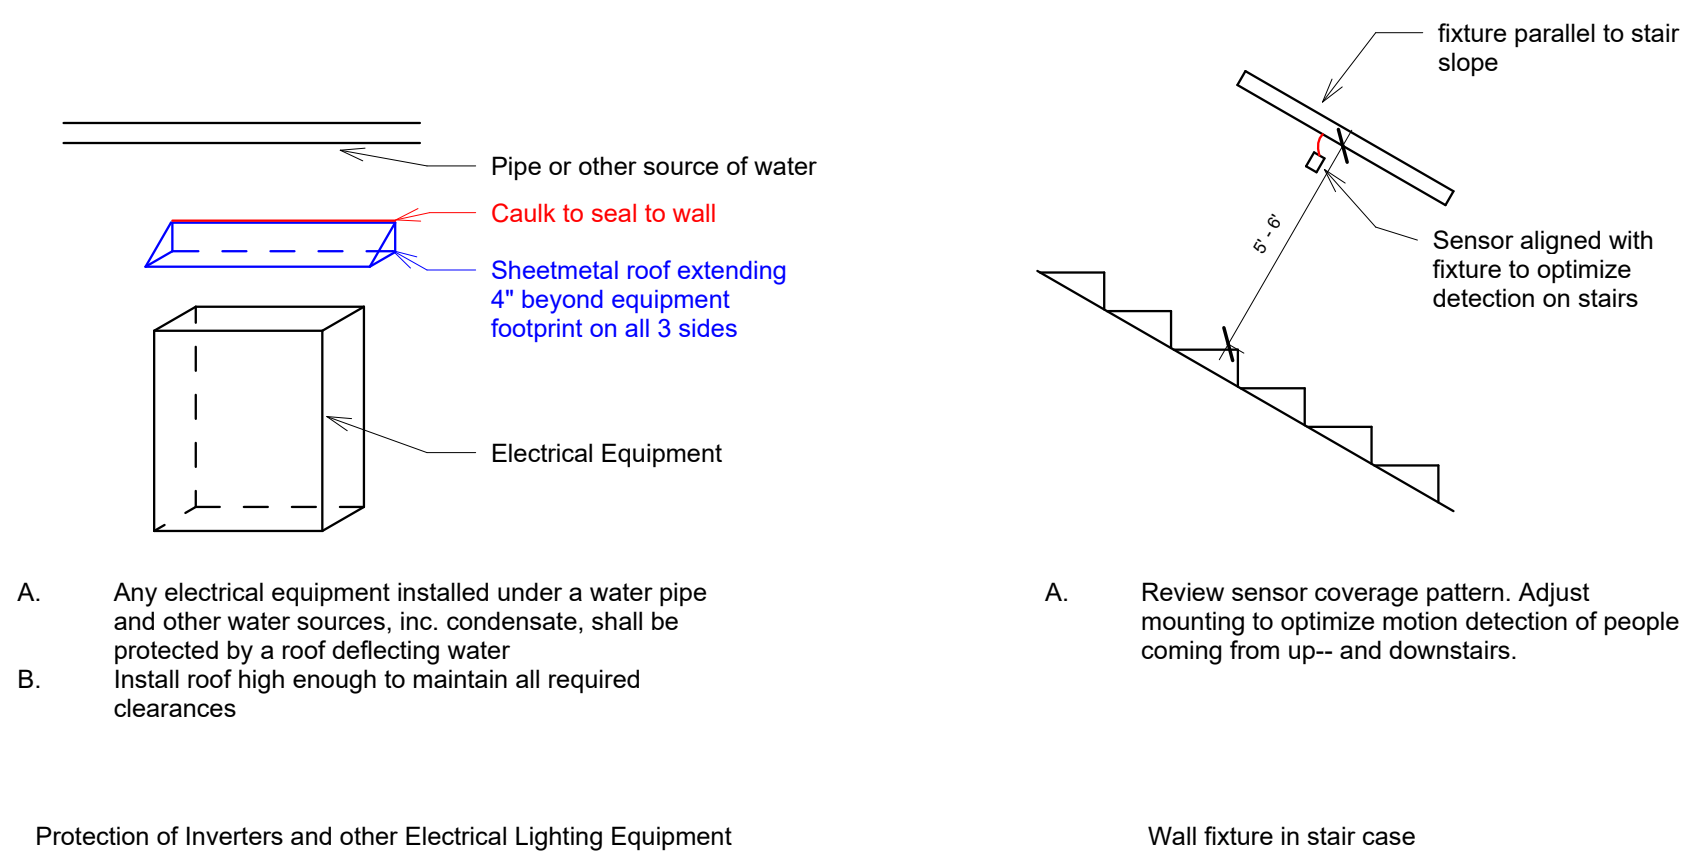 Pipe or other source of water
Caulk to seal to wall
Sheetmetal roof extending
4" beyond equipment
footprint on all 3 sides
Electrical Equipment
A. Any electrical equipment installed under a water pipe
and other water sources, inc. condensate, shall be
protected by a roof deflecting water
B. Install roof high enough to maintain all required
clearances
Protection of Inverters and other Electrical Lighting Equipment
fixture parallel to stair
slope
5' - 6'
Sensor aligned with
fixture to optimize
detection on stairs
A. Review sensor coverage pattern. Adjust
mounting to optimize motion detection of people
coming from up-- and downstairs.
Wall fixture in stair case